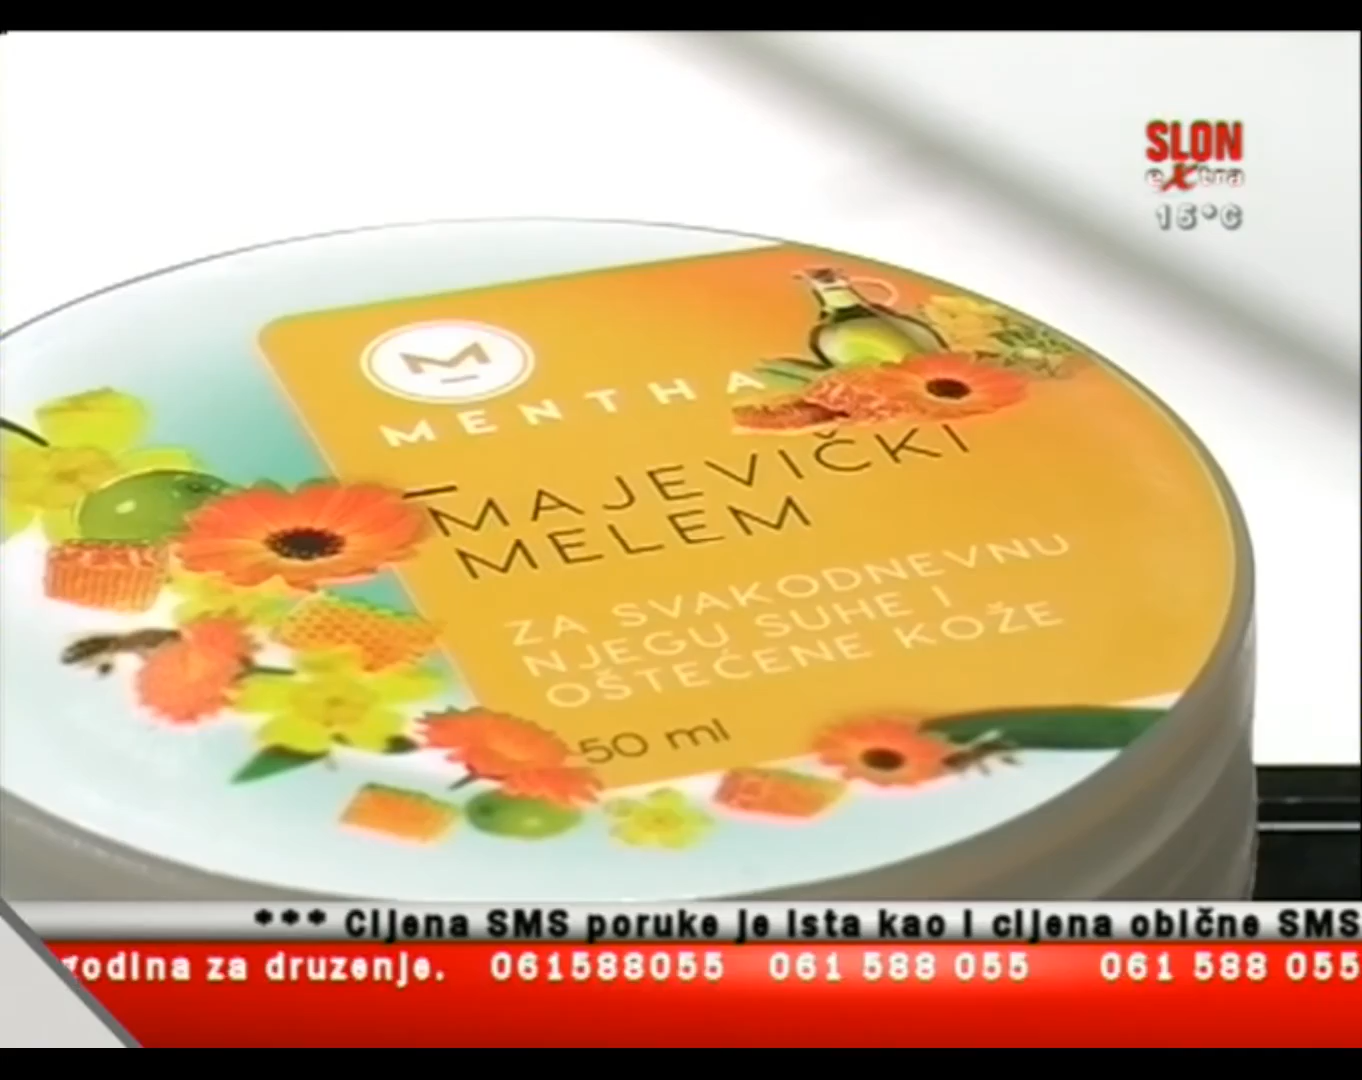 SLON
extra
15°C
M
MENTHA
MAJEVIČKI
MELEM
ZA SVAKODNEVNU
NJEGU SUHE I
OŠTEĆENE KOŽE
50 ml
*** Cijena SMS poruke je ista kao i cijena obične SMS
godina za druzenje. 061588055 061 588 055 061 588 055